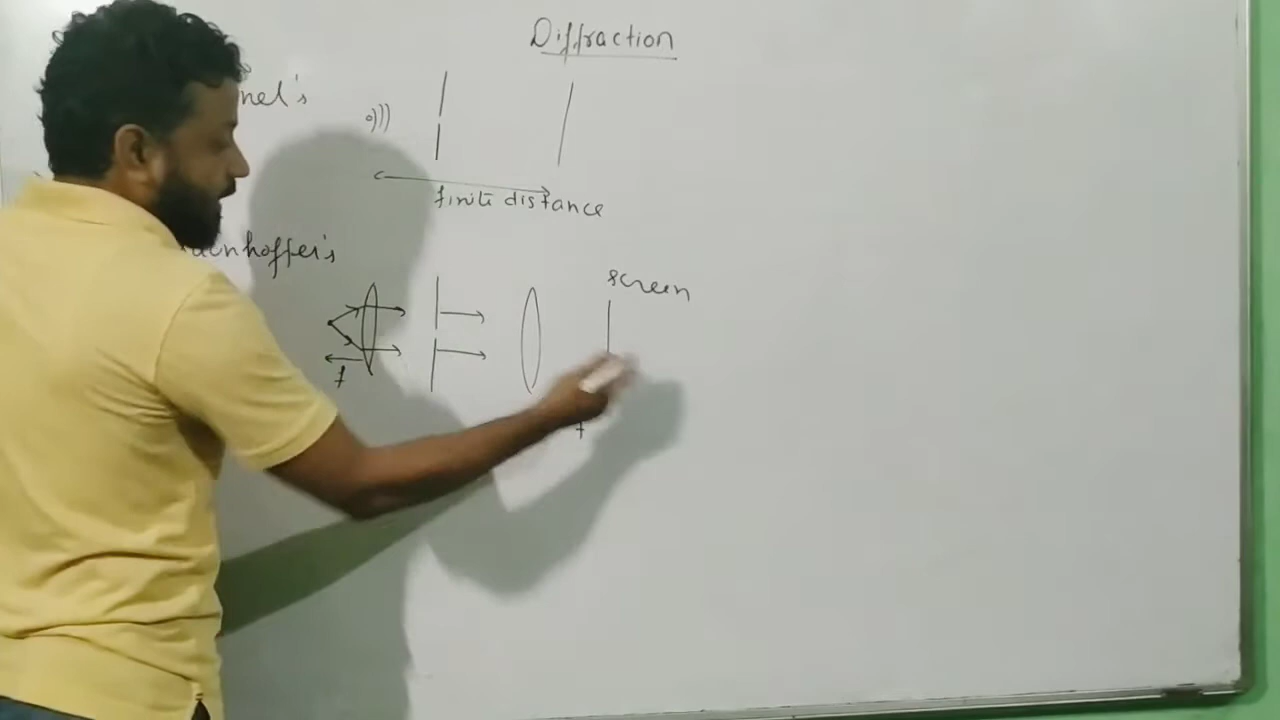 Diffraction
nel's
finite distance
unhoffer's
screen
f
f